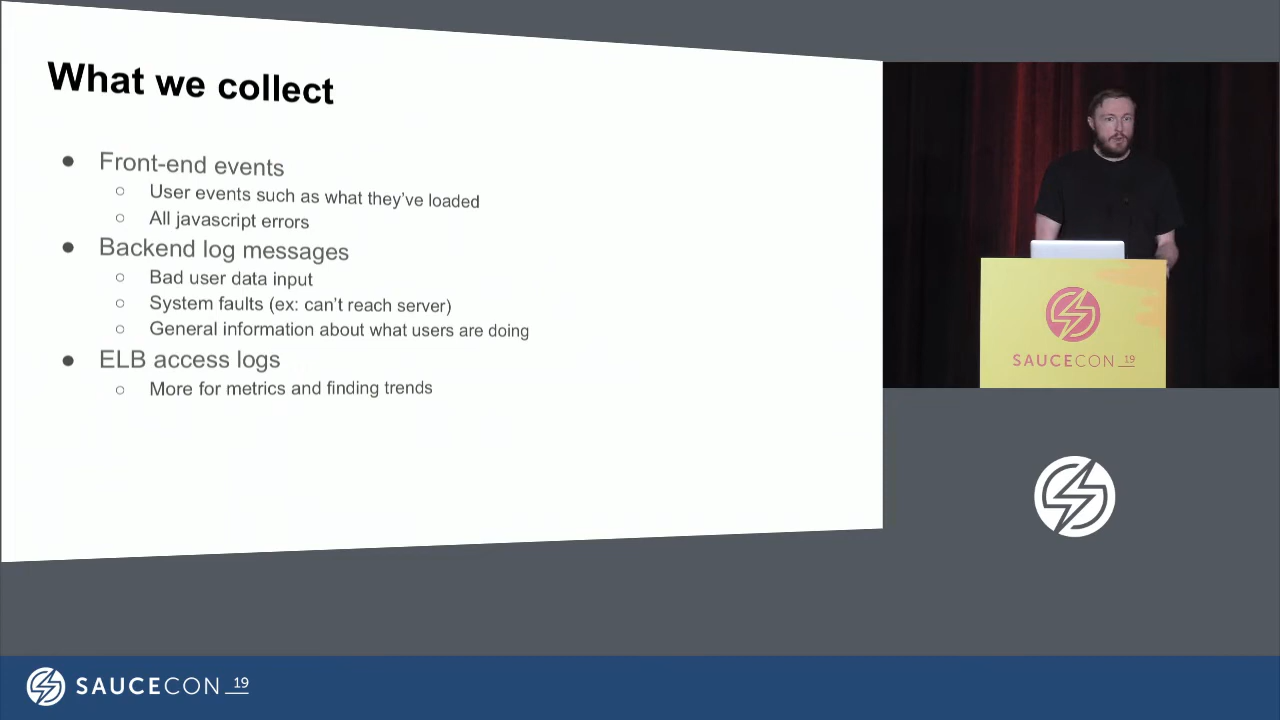 What we collect
● Front-end events
○ User events such as what they've loaded
○ All javascript errors
● Backend log messages
○ Bad user data input
○ System faults (ex: can't reach server)
○ General information about what users are doing
● ELB access logs
○ More for metrics and finding trends
SAUCECON 19
SAUCECON 19